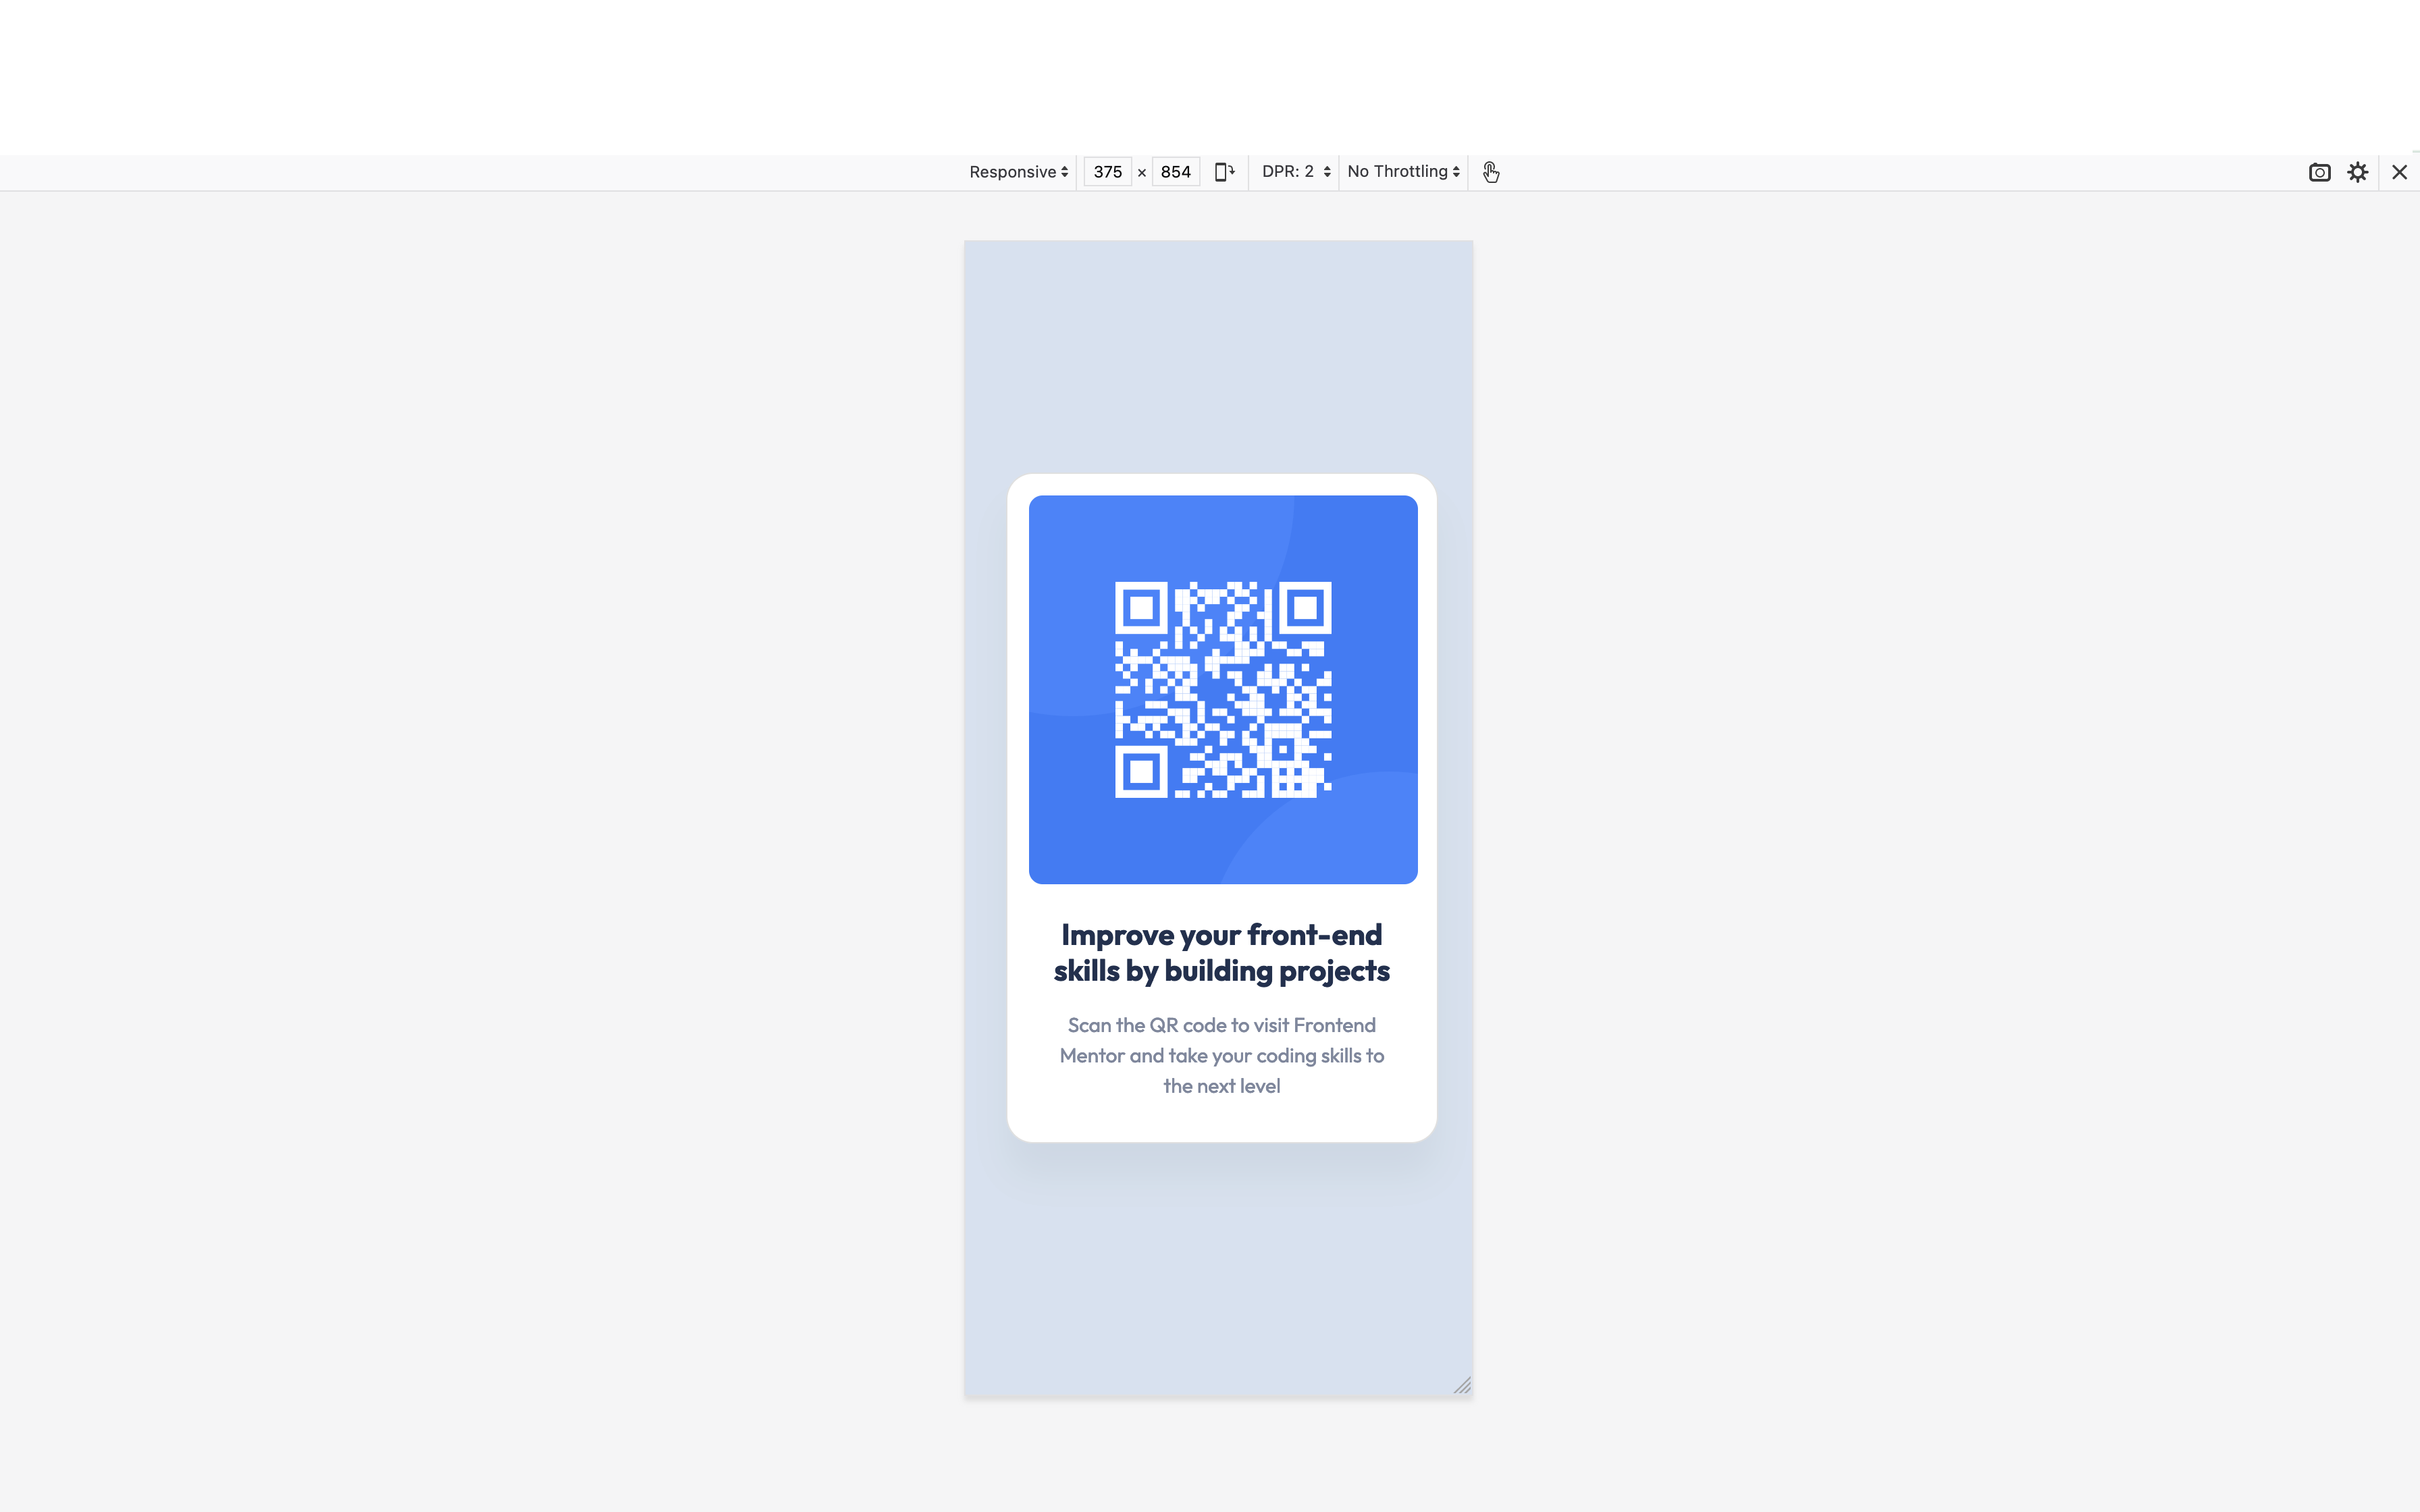 Responsive 375 × 854 DPR: 2 No Throttling
Improve your front-end
skills by building projects
Scan the QR code to visit Frontend
Mentor and take your coding skills to
the next level